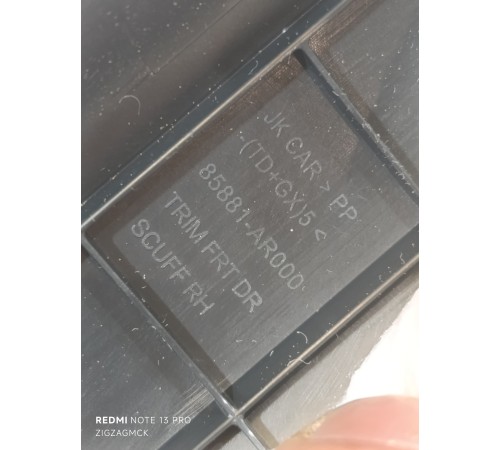 JK CAR > PP
-(TD+GX)5 <
85881-AR000
TRIM FRT DR
SCUFF RH
REDMI NOTE 13 PRO
ZIGZAGMCK